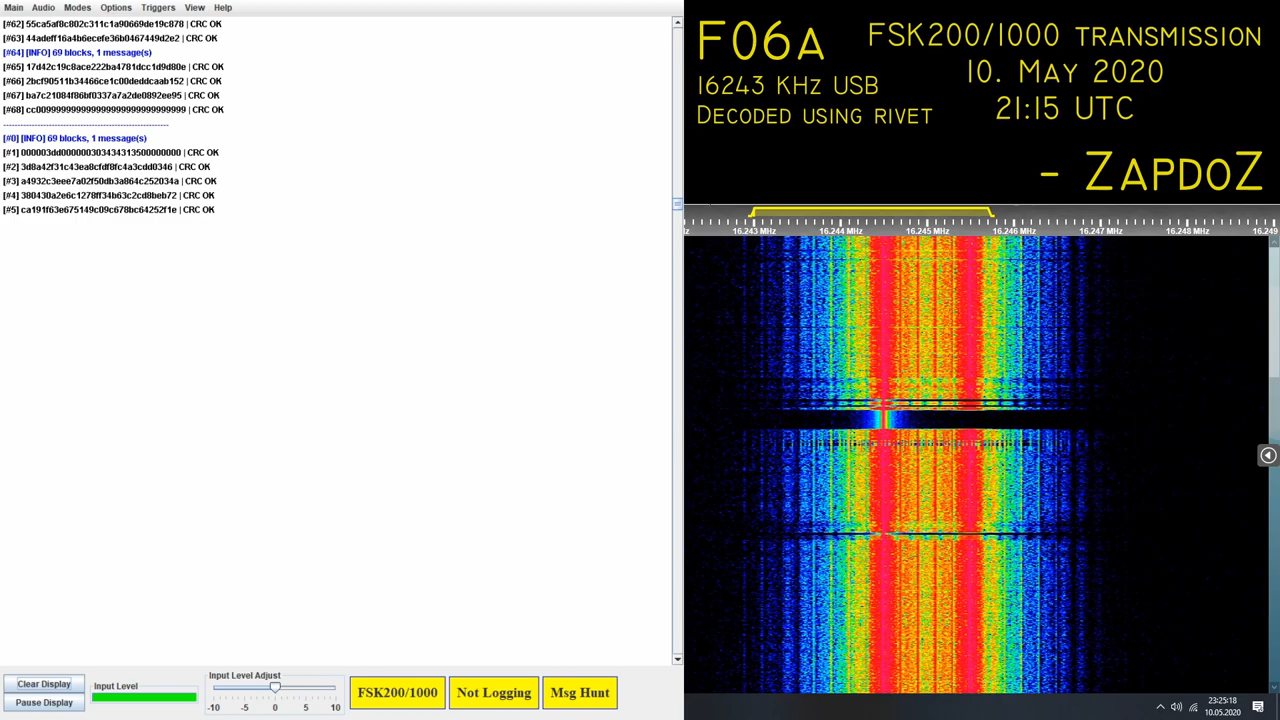 Main Audio Modes Options Triggers View Help
[#62] 55ca5af8c802c311c1a90669de19c878 | CRC OK
[#63] 44adeff16a4b6ecefe36b0467449d2e2 | CRC OK
[#64] [INFO] 69 blocks, 1 message(s)
[#65] 17d42c19c8ace222ba4781dcc1d9d80e | CRC OK
[#66] 2bcf90511b34466ce1c00deddcaab152 | CRC OK
[#67] ba7c21084f86bf0337a7a2de0892ee95 | CRC OK
[#68] cc009999999999999999999999999999 | CRC OK
[#0] [INFO] 69 blocks, 1 message(s)
[#1] 000003dd000000030343431350000000 | CRC OK
[#2] 3d8a42f31c43ea8cfdf8fc4a3cdd0346 | CRC OK
[#3] a4932c3eee7a02f50db3a864c252034a | CRC OK
[#4] 380430a2e6c1278ff34b63c2cd8beb72 | CRC OK
[#5] ca191f63e675149c09c678bc64252f1e | CRC OK
Clear Display
Pause Display
Input Level
Input Level Adjust
-10 -5 0 5 10
FSK200/1000
Not Logging
Msg Hunt
F06A
16243 KHz USB
Decoded using rivet
FSK200/1000 transmission
10. May 2020
21:15 UTC
- ZapdoZ
z 16.243 MHz 16.244 MHz 16.245 MHz 16.246 MHz 16.247 MHz 16.248 MHz 16.249
23:25:18
10.05.2020